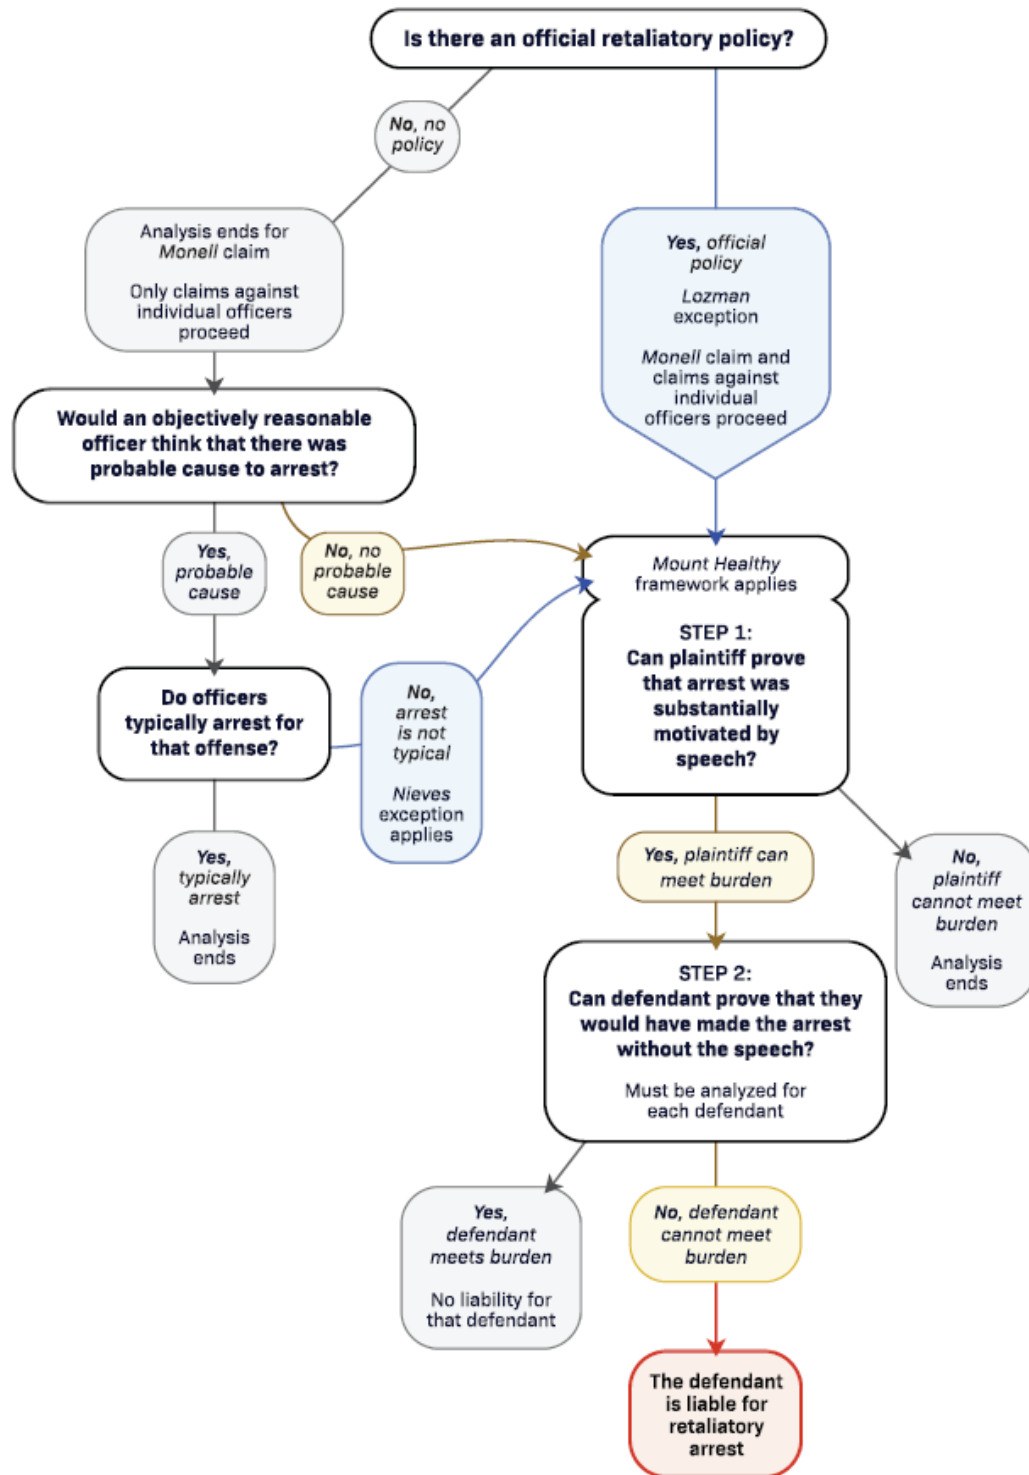 Is there an official retaliatory policy?
No, no
policy
Analysis ends for
Monell claim
Only claims against
individual officers
proceed
Yes, official
policy
Lozman
exception
Monell claim and
claims against
individual
officers proceed
Would an objectively reasonable
officer think that there was
probable cause to arrest?
Yes,
probable
cause
No, no
probable
cause
Mount Healthy
framework applies
STEP 1:
Can plaintiff prove
that arrest was
substantially
motivated by
speech?
Do officers
typically arrest for
that offense?
No,
arrest
is not
typical
Nieves
exception
applies
Yes,
typically
arrest
Analysis
ends
Yes, plaintiff can
meet burden
No,
plaintiff
cannot meet
burden
Analysis
ends
STEP 2:
Can defendant prove that they
would have made the arrest
without the speech?
Must be analyzed for
each defendant
Yes,
defendant
meets burden
No liability for
that defendant
No, defendant
cannot meet
burden
The defendant
is liable for
retaliatory
arrest